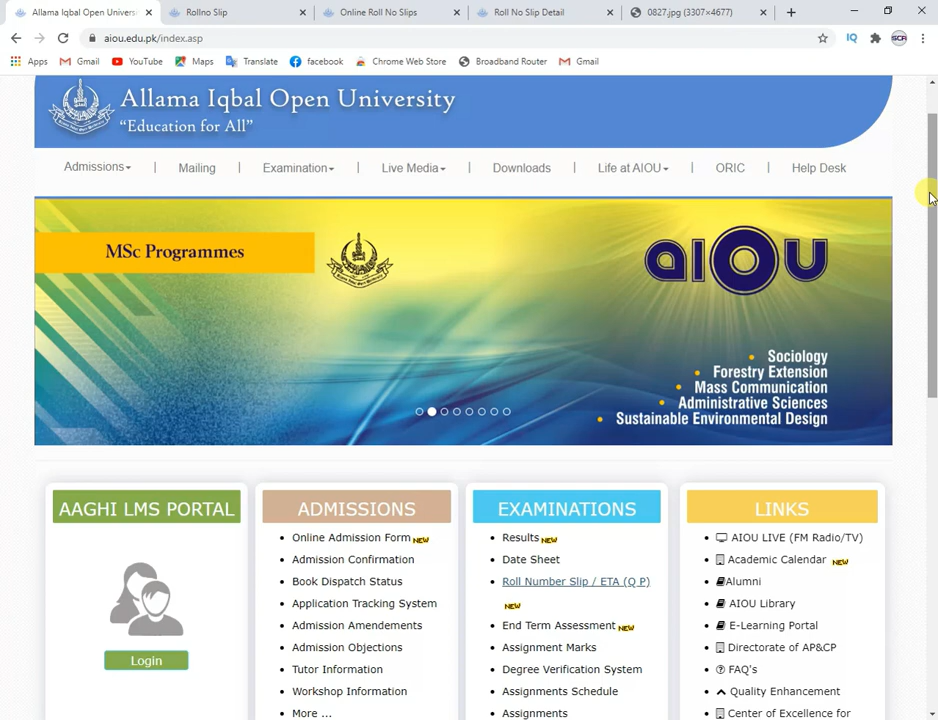 Allama Iqbal Open Univers
Rollno Slip
Online Roll No Slips
Roll No Slip Detail
0827.jpg (3307×4677)
aiou.edu.pk/index.asp
Apps
Gmail
YouTube
Maps
Translate
facebook
Chrome Web Store
Broadband Router
Gmail
Allama Iqbal Open University
“Education for All”
Admissions
Mailing
Examination
Live Media
Downloads
Life at AIOU
ORIC
Help Desk
MSc Programmes
aiou
Sociology
Forestry Extension
Mass Communication
Administrative Sciences
Sustainable Environmental Design
AAGHI LMS PORTAL
Login
ADMISSIONS
Online Admission Form NEW
Admission Confirmation
Book Dispatch Status
Application Tracking System
Admission Amendements
Admission Objections
Tutor Information
Workshop Information
More ...
EXAMINATIONS
Results NEW
Date Sheet
Roll Number Slip / ETA (Q P)
NEW
End Term Assessment NEW
Assignment Marks
Degree Verification System
Assignments Schedule
Assignments
LINKS
AIOU LIVE (FM Radio/TV)
Academic Calendar NEW
Alumni
AIOU Library
E-Learning Portal
Directorate of AP&CP
FAQ's
Quality Enhancement
Center of Excellence for